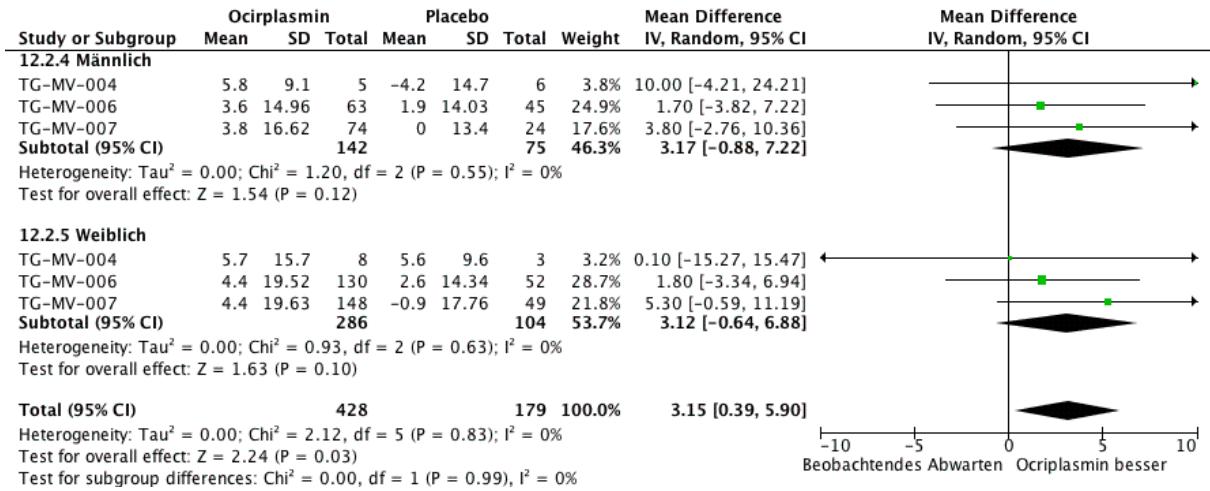 Ocirplasmin Placebo Mean Difference Mean Difference
Study or Subgroup Mean SD Total Mean SD Total Weight IV, Random, 95% CI IV, Random, 95% CI
12.2.4 Männlich
TG-MV-004 5.8 9.1 5 -4.2 14.7 6 3.8% 10.00 [-4.21, 24.21]
TG-MV-006 3.6 14.96 63 1.9 14.03 45 24.9% 1.70 [-3.82, 7.22]
TG-MV-007 3.8 16.62 74 0 13.4 24 17.6% 3.80 [-2.76, 10.36]
Subtotal (95% CI) 142 75 46.3% 3.17 [-0.88, 7.22]
Heterogeneity: Tau² = 0.00; Chi² = 1.20, df = 2 (P = 0.55); I² = 0%
Test for overall effect: Z = 1.54 (P = 0.12)
12.2.5 Weiblich
TG-MV-004 5.7 15.7 8 5.6 9.6 3 3.2% 0.10 [-15.27, 15.47]
TG-MV-006 4.4 19.52 130 2.6 14.34 52 28.7% 1.80 [-3.34, 6.94]
TG-MV-007 4.4 19.63 148 -0.9 17.76 49 21.8% 5.30 [-0.59, 11.19]
Subtotal (95% CI) 286 104 53.7% 3.12 [-0.64, 6.88]
Heterogeneity: Tau² = 0.00; Chi² = 0.93, df = 2 (P = 0.63); I² = 0%
Test for overall effect: Z = 1.63 (P = 0.10)
Total (95% CI) 428 179 100.0% 3.15 [0.39, 5.90]
Heterogeneity: Tau² = 0.00; Chi² = 2.12, df = 5 (P = 0.83); I² = 0%
Test for overall effect: Z = 2.24 (P = 0.03)
Test for subgroup differences: Chi² = 0.00, df = 1 (P = 0.99), I² = 0%
-10 -5 0 5 10
Beobachtendes Abwarten Ocriplasmin besser